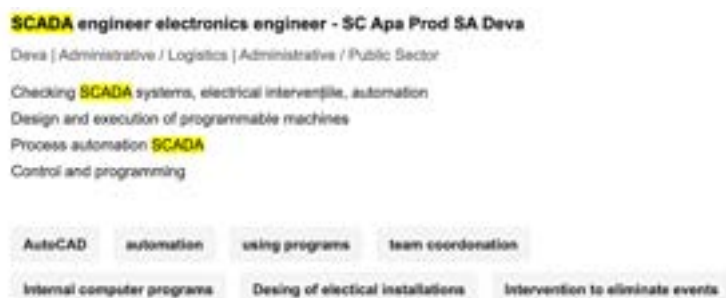 SCADA engineer electronics engineer - SC Apa Prod SA Deva
Deva | Administrative / Logistics | Administrative / Public Sector
Checking SCADA systems, electrical intervențiile, automation
Design and execution of programmable machines
Process automation SCADA
Control and programming
AutoCAD automation using programs team coordonation
Internal computer programs Desing of electical installations Intervention to eliminate events